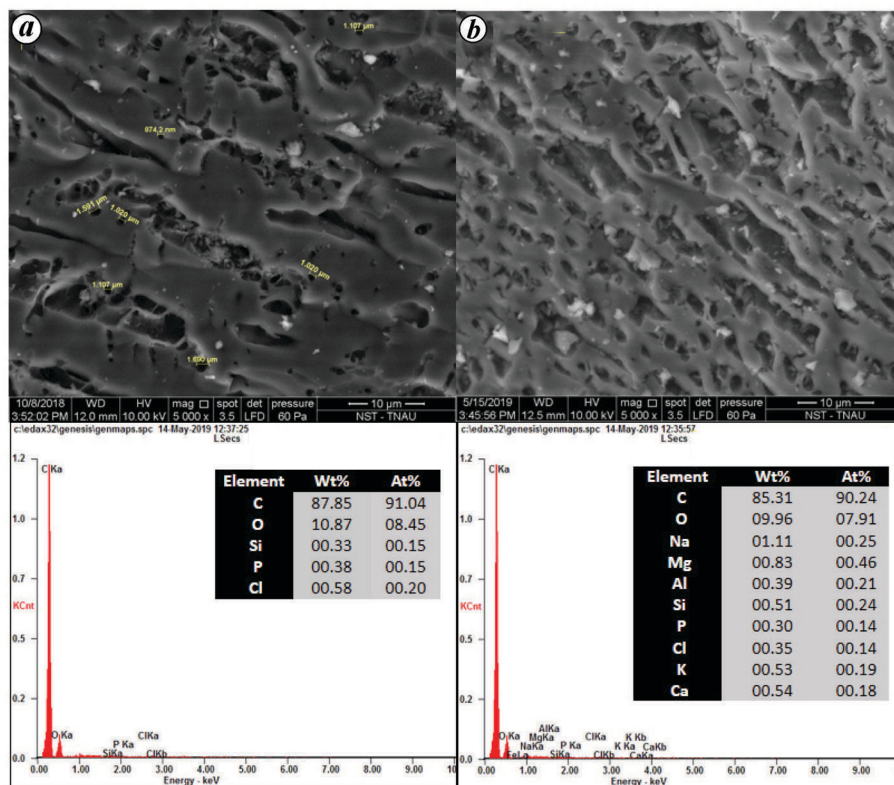 a
1.107 µm
874.2 nm
1.591 µm
1.020 µm
1.020 µm
1.107 µm
1.690 µm
10/8/2018 WD HV mag □ spot det pressure 10 µm
3:52:02 PM 12.0 mm 10.00 kV 5 000 x 3.5 LFD 60 Pa NST - TNAU
b
5/15/2019 WD HV mag □ spot det pressure 10 µm
3:45:56 PM 12.5 mm 10.00 kV 5 000 x 3.5 LFD 60 Pa NST - TNAU
c:\edax32\genesis\genmaps.spc 14-May-2019 12:37:25
LSecs
1.2
1.0
0.7
KCnt
0.5
0.2
0.0
C Ka
O Ka
SiKa
P Ka
ClKa
ClKb
Element Wt% At%
C 87.85 91.04
O 10.87 08.45
Si 00.33 00.15
P 00.38 00.15
Cl 00.58 00.20
0.00 1.00 2.00 3.00 4.00 5.00 6.00 7.00 8.00 9.00 10
Energy - keV
c:\edax32\genesis\genmaps.spc 14-May-2019 12:35:57
LSecs
1.2
1.0
0.7
KCnt
0.5
0.2
0.0
C Ka
O Ka
FeLa
NaKa
MgKa
AlKa
SiKa
P Ka
ClKa
ClKb
K Ka
K Kb
CaKa
CaKb
Element Wt% At%
C 85.31 90.24
O 09.96 07.91
Na 01.11 00.25
Mg 00.83 00.46
Al 00.39 00.21
Si 00.51 00.24
P 00.30 00.14
Cl 00.35 00.14
K 00.53 00.19
Ca 00.54 00.18
0.00 1.00 2.00 3.00 4.00 5.00 6.00 7.00 8.00 9.00 10.
Energy - keV